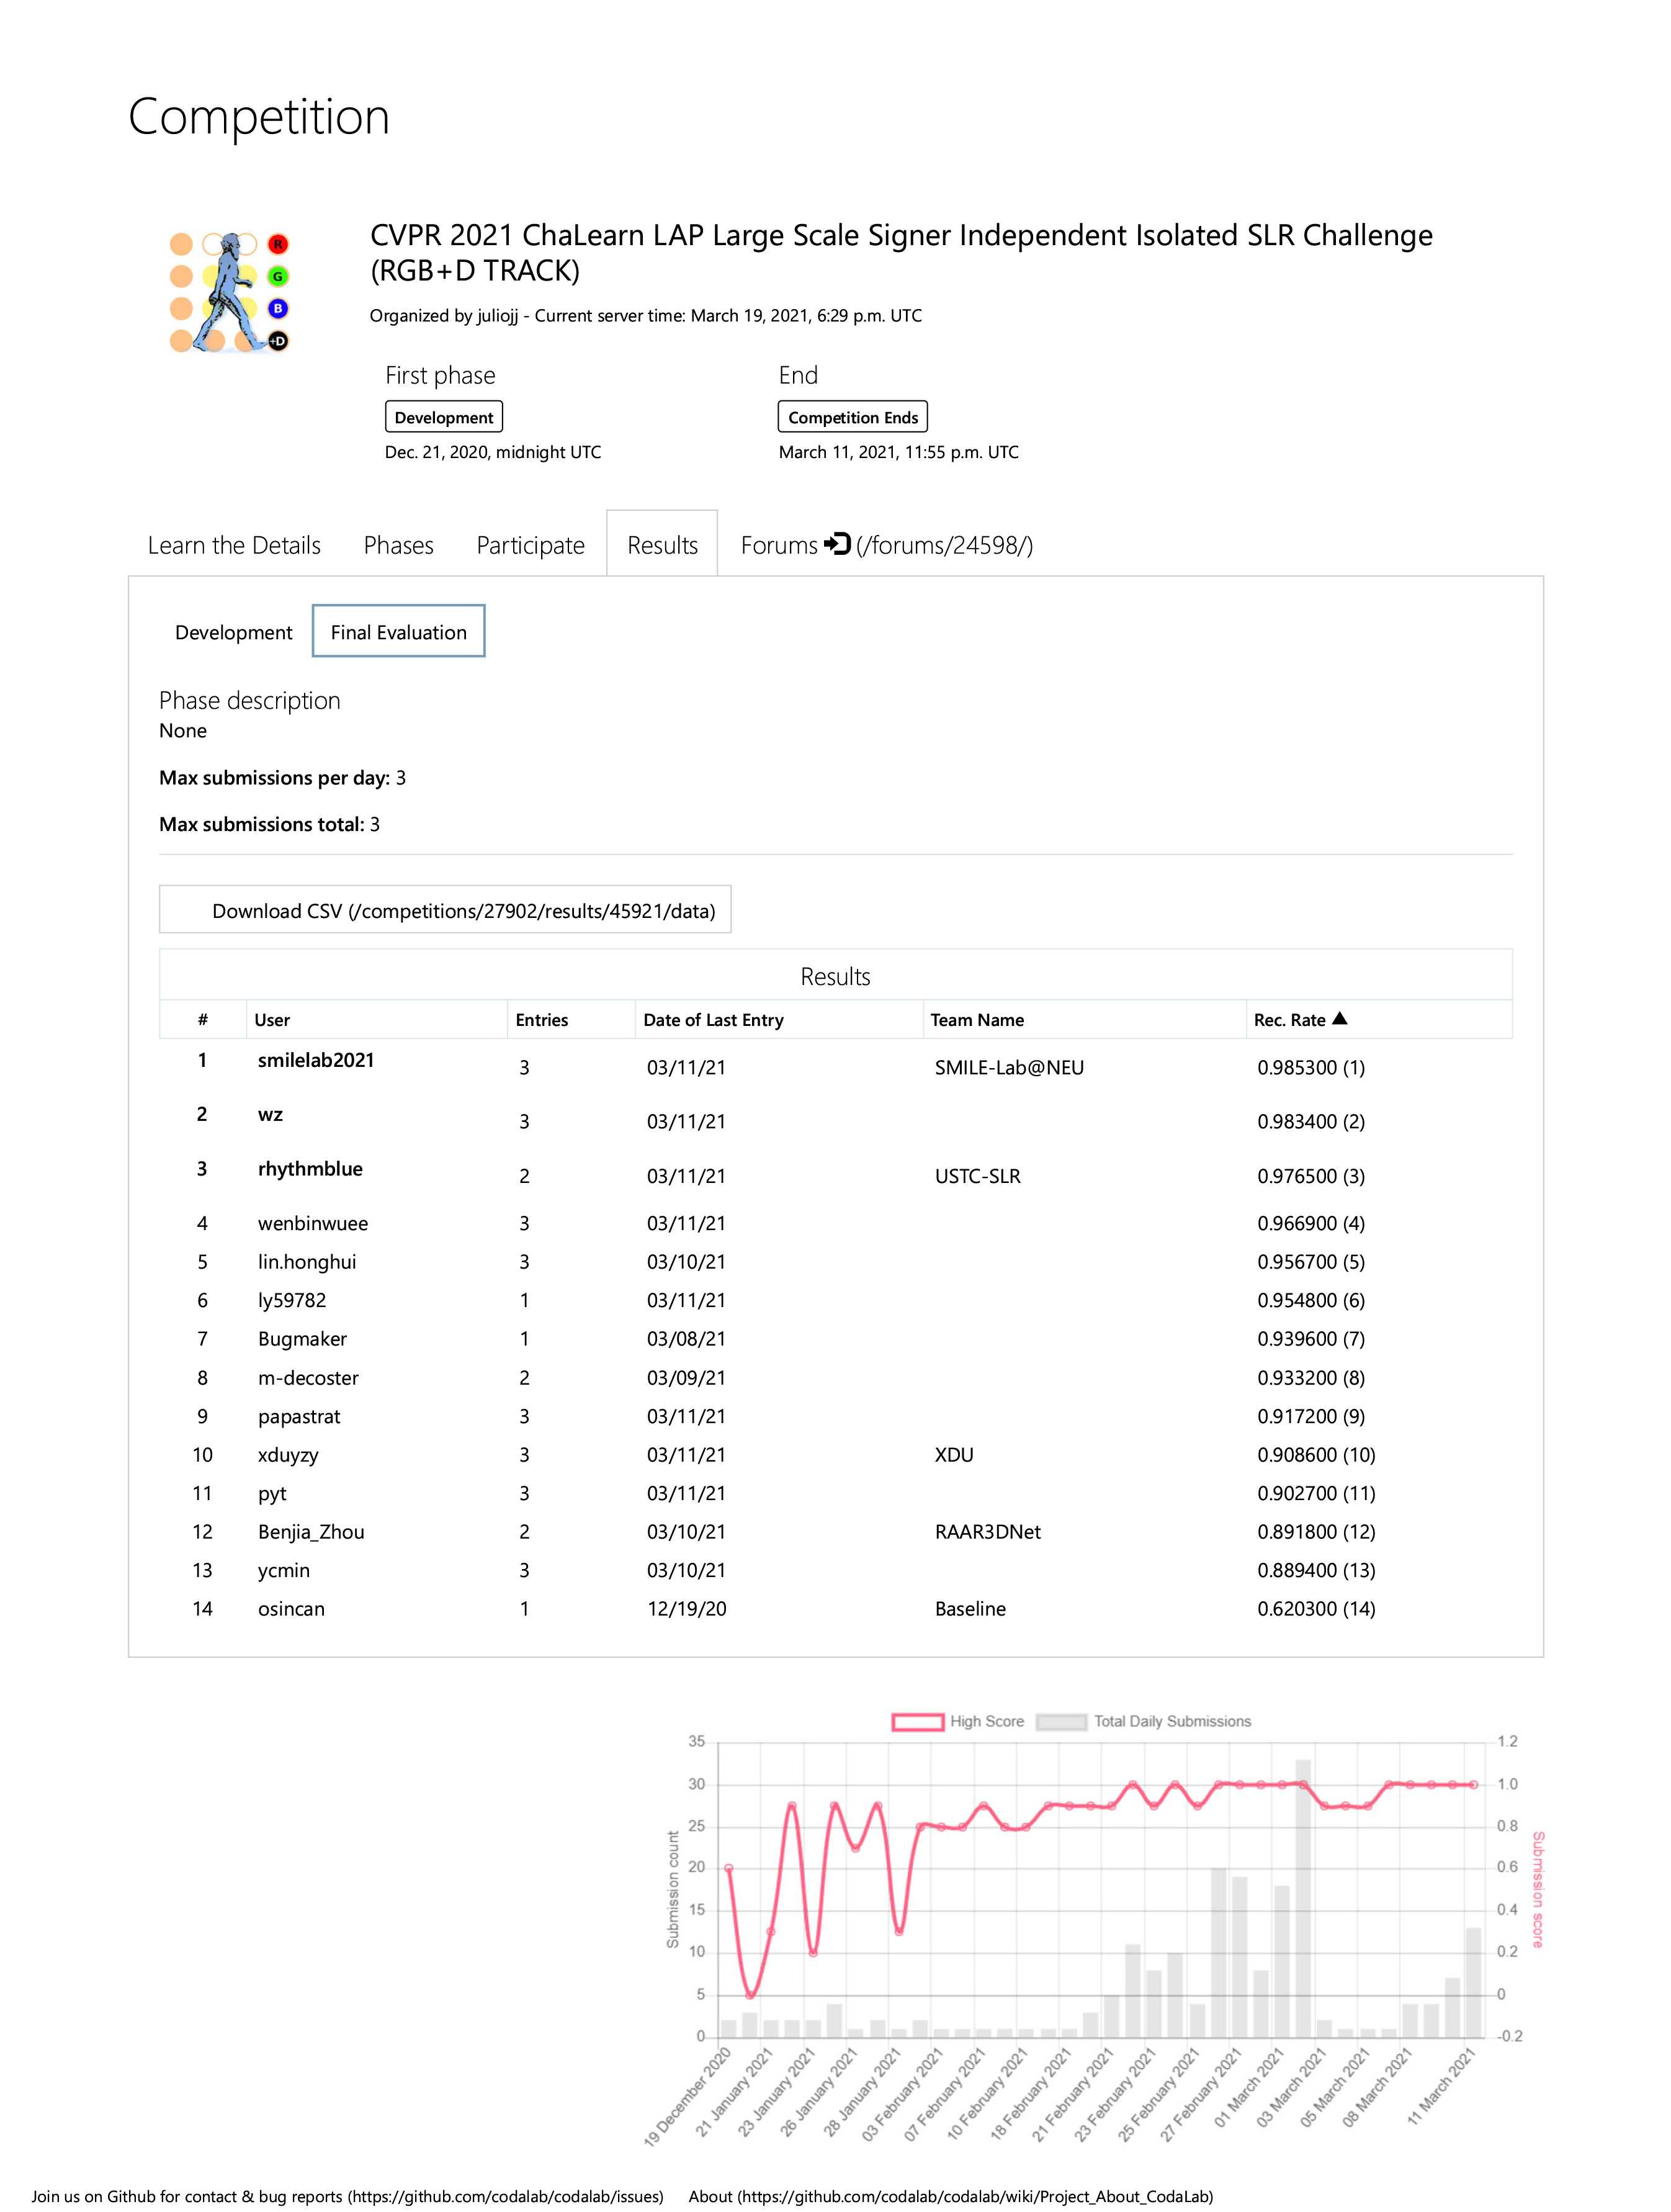 Competition
R
G
B
+D
CVPR 2021 ChaLearn LAP Large Scale Signer Independent Isolated SLR Challenge
(RGB+D TRACK)
Organized by juliojj - Current server time: March 19, 2021, 6:29 p.m. UTC
First phase End
Development Competition Ends
Dec. 21, 2020, midnight UTC March 11, 2021, 11:55 p.m. UTC
Learn the Details Phases Participate Results Forums (/forums/24598/)
Development Final Evaluation
Phase description
None
Max submissions per day: 3
Max submissions total: 3
Download CSV (/competitions/27902/results/45921/data)
Results
# User Entries Date of Last Entry Team Name Rec. Rate ▲
1 smilelab2021 3 03/11/21 SMILE-Lab@NEU 0.985300 (1)
2 wz 3 03/11/21 0.983400 (2)
3 rhythmblue 2 03/11/21 USTC-SLR 0.976500 (3)
4 wenbinwuee 3 03/11/21 0.966900 (4)
5 lin.honghui 3 03/10/21 0.956700 (5)
6 ly59782 1 03/11/21 0.954800 (6)
7 Bugmaker 1 03/08/21 0.939600 (7)
8 m-decoster 2 03/09/21 0.933200 (8)
9 papastrat 3 03/11/21 0.917200 (9)
10 xduyzy 3 03/11/21 XDU 0.908600 (10)
11 pyt 3 03/11/21 0.902700 (11)
12 Benjia_Zhou 2 03/10/21 RAAR3DNet 0.891800 (12)
13 ycmin 3 03/10/21 0.889400 (13)
14 osincan 1 12/19/20 Baseline 0.620300 (14)
High Score Total Daily Submissions
35 1.2
30 1.0
25 0.8
20 0.6
15 0.4
10 0.2
5 0
0 -0.2
Submission count
Submission score
19 December 2020
21 January 2021
23 January 2021
26 January 2021
28 January 2021
03 February 2021
07 February 2021
10 February 2021
18 February 2021
21 February 2021
23 February 2021
25 February 2021
27 February 2021
01 March 2021
03 March 2021
05 March 2021
08 March 2021
11 March 2021
Join us on Github for contact & bug reports (https://github.com/codalab/codalab/issues) About (https://github.com/codalab/codalab/wiki/Project_About_CodaLab)